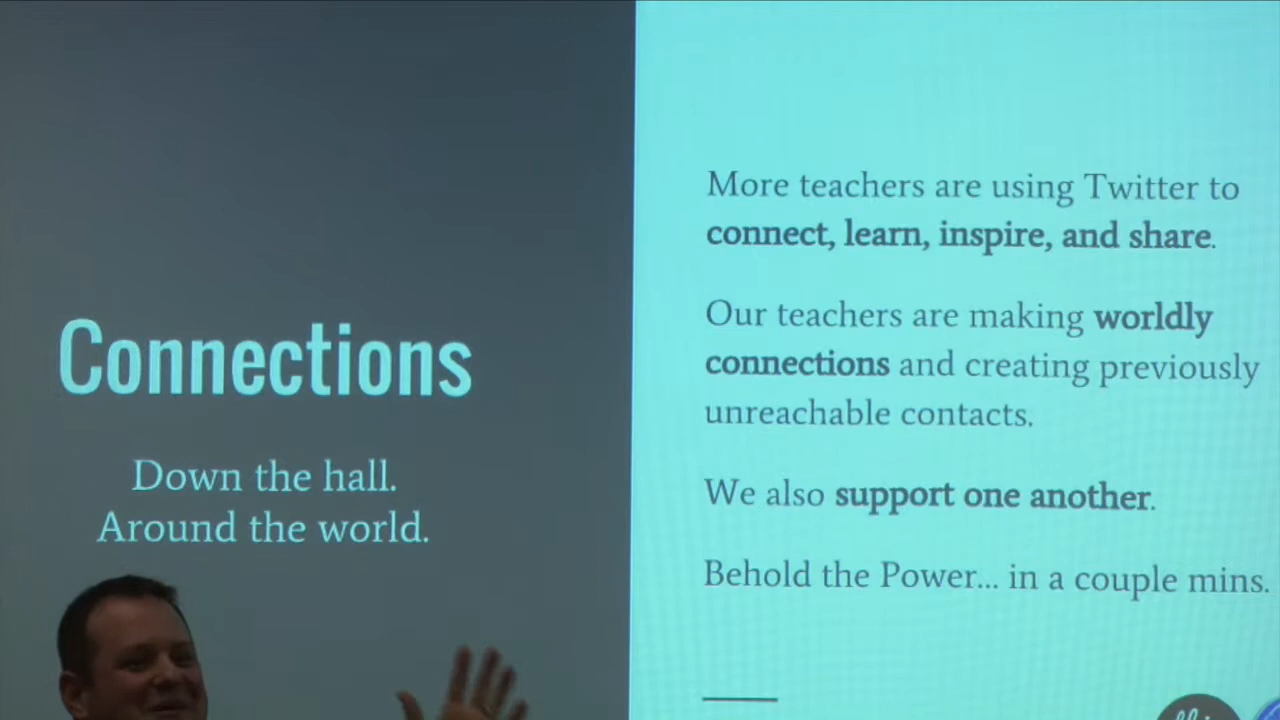 Connections
Down the hall.
Around the world.
More teachers are using Twitter to
connect, learn, inspire, and share.
Our teachers are making worldly
connections and creating previously
unreachable contacts.
We also support one another.
Behold the Power... in a couple mins.